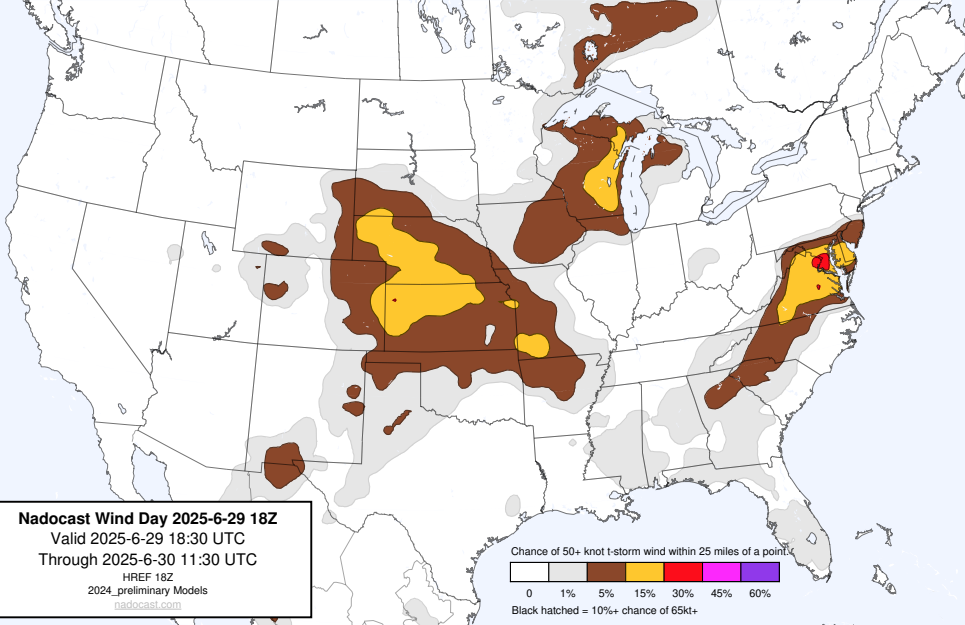 Nadocast Wind Day 2025-6-29 18Z
Valid 2025-6-29 18:30 UTC
Through 2025-6-30 11:30 UTC
HREF 18Z
2024_preliminary Models
nadocast.com
Chance of 50+ knot t-storm wind within 25 miles of a point.
0 1% 5% 15% 30% 45% 60%
Black hatched = 10%+ chance of 65kt+